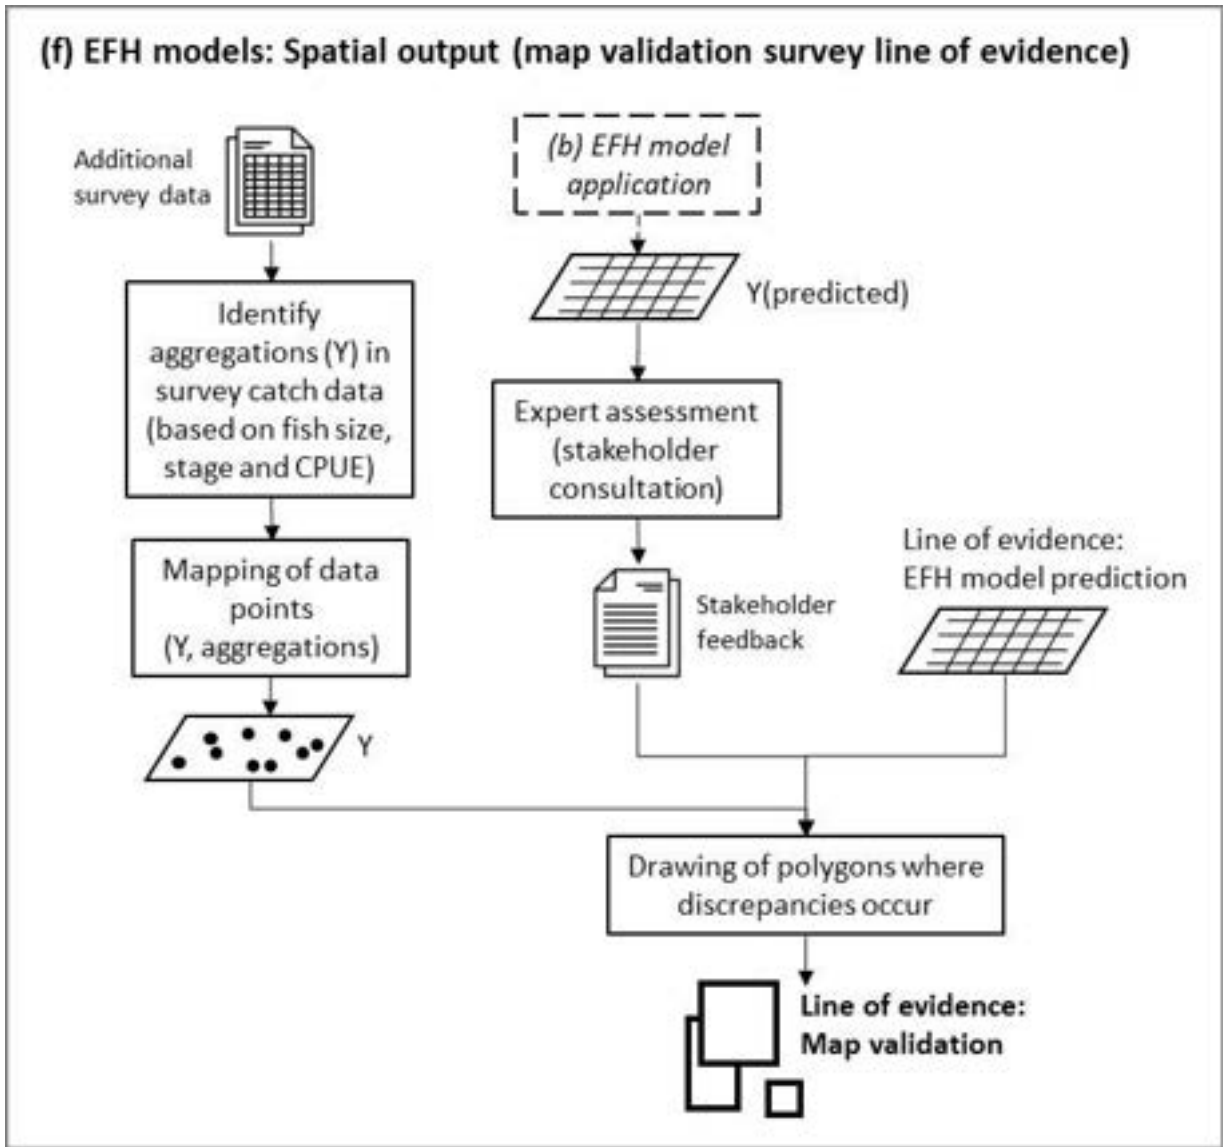 (f) EFH models: Spatial output (map validation survey line of evidence)
Additional
survey data
Identify
aggregations (Y) in
survey catch data
(based on fish size,
stage and CPUE)
Mapping of data
points
(Y, aggregations)
Y
(b) EFH model
application
Y(predicted)
Expert assessment
(stakeholder
consultation)
Stakeholder
feedback
Line of evidence:
EFH model prediction
Drawing of polygons where
discrepancies occur
Line of evidence:
Map validation